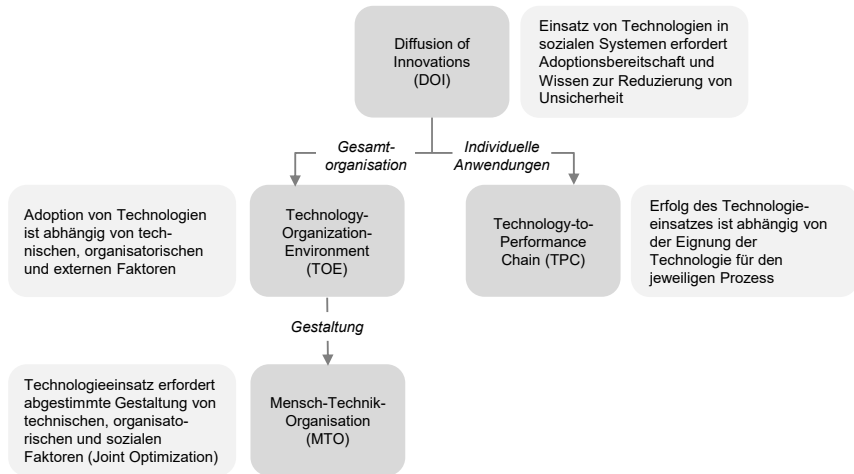 Diffusion of
Innovations
(DOI)
Einsatz von Technologien in
sozialen Systemen erfordert
Adoptionsbereitschaft und
Wissen zur Reduzierung von
Unsicherheit
Gesamt-
organisation
Individuelle
Anwendungen
Adoption von Technologien
ist abhängig von tech-
nischen, organisatorischen
und externen Faktoren
Technology-
Organization-
Environment
(TOE)
Technology-to-
Performance
Chain (TPC)
Erfolg des Technologie-
einsatzes ist abhängig von
der Eignung der
Technologie für den
jeweiligen Prozess
Gestaltung
Technologieeinsatz erfordert
abgestimmte Gestaltung von
technischen, organisato-
rischen und sozialen
Faktoren (Joint Optimization)
Mensch-Technik-
Organisation
(MTO)